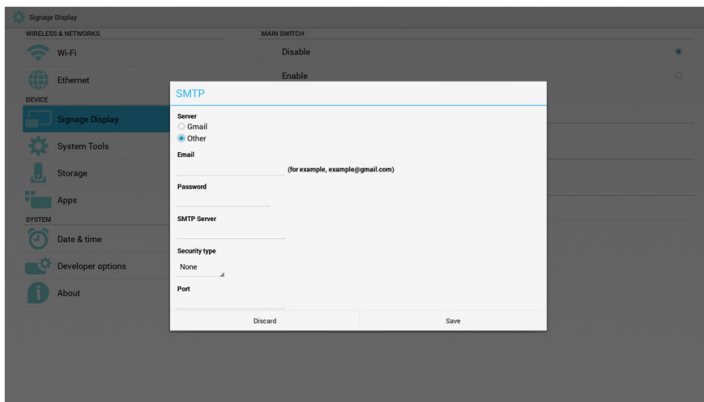 Signage Display
WIRELESS & NETWORKS
MAIN SWITCH
Wi-Fi
Disable
Ethernet
Enable
DEVICE
Signage Display
System Tools
Storage
Apps
SYSTEM
Date & time
Developer options
About
SMTP
Server
Gmail
Other
Email
(for example, example@gmail.com)
Password
SMTP Server
Security type
None
Port
Discard
Save